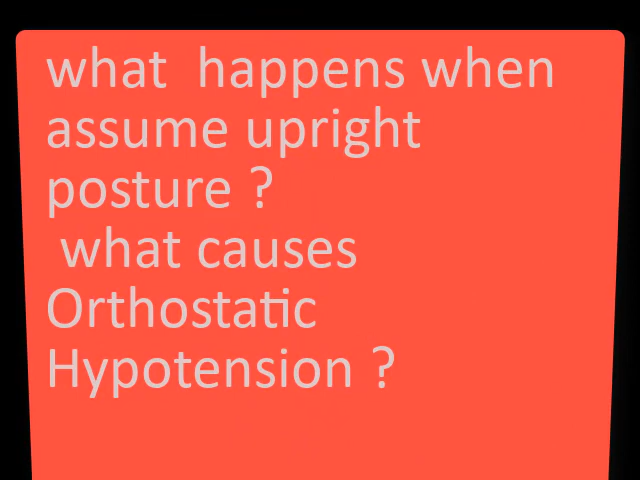 what  happens when
assume upright
posture ?
what causes
Orthostatic
Hypotension ?